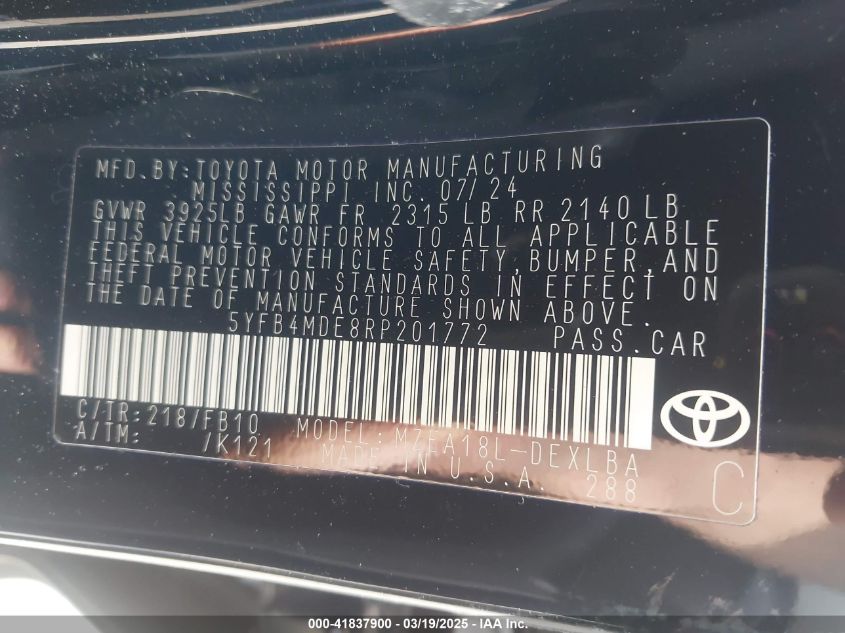 MFD. BY: TOYOTA MOTOR MANUFACTURING
MISSISSIPPI INC. 07/24
GVWR 3925LB GAWR FR 2315 LB RR 2140 LB
THIS VEHICLE CONFORMS TO ALL APPLICABLE
FEDERAL MOTOR VEHICLE SAFETY, BUMPER, AND
THEFT PREVENTION STANDARDS IN EFFECT ON
THE DATE OF MANUFACTURE SHOWN ABOVE.
5YFB4MDE8RP201772 PASS. CAR
C/TR: 218/FB10 MODEL: MZEA18L-DEXLBA
A/TM: /K121 MADE IN U.S.A. 288
C
000-41837900 - 03/19/2025 - IAA Inc.